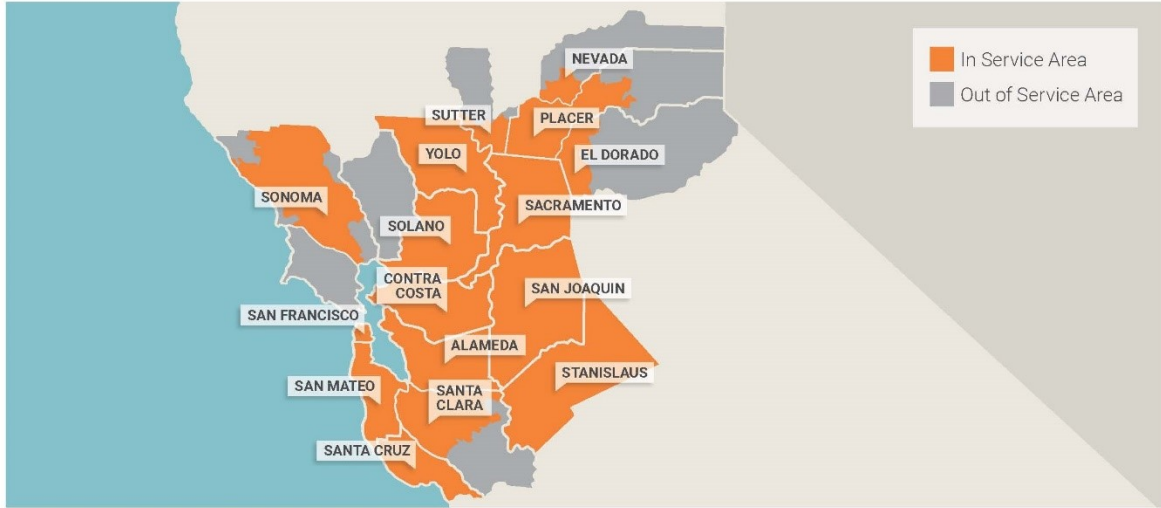 In Service Area
Out of Service Area
NEVADA
SUTTER
PLACER
YOLO
EL DORADO
SONOMA
SACRAMENTO
SOLANO
CONTRA
COSTA
SAN JOAQUIN
SAN FRANCISCO
ALAMEDA
STANISLAUS
SAN MATEO
SANTA
CLARA
SANTA CRUZ